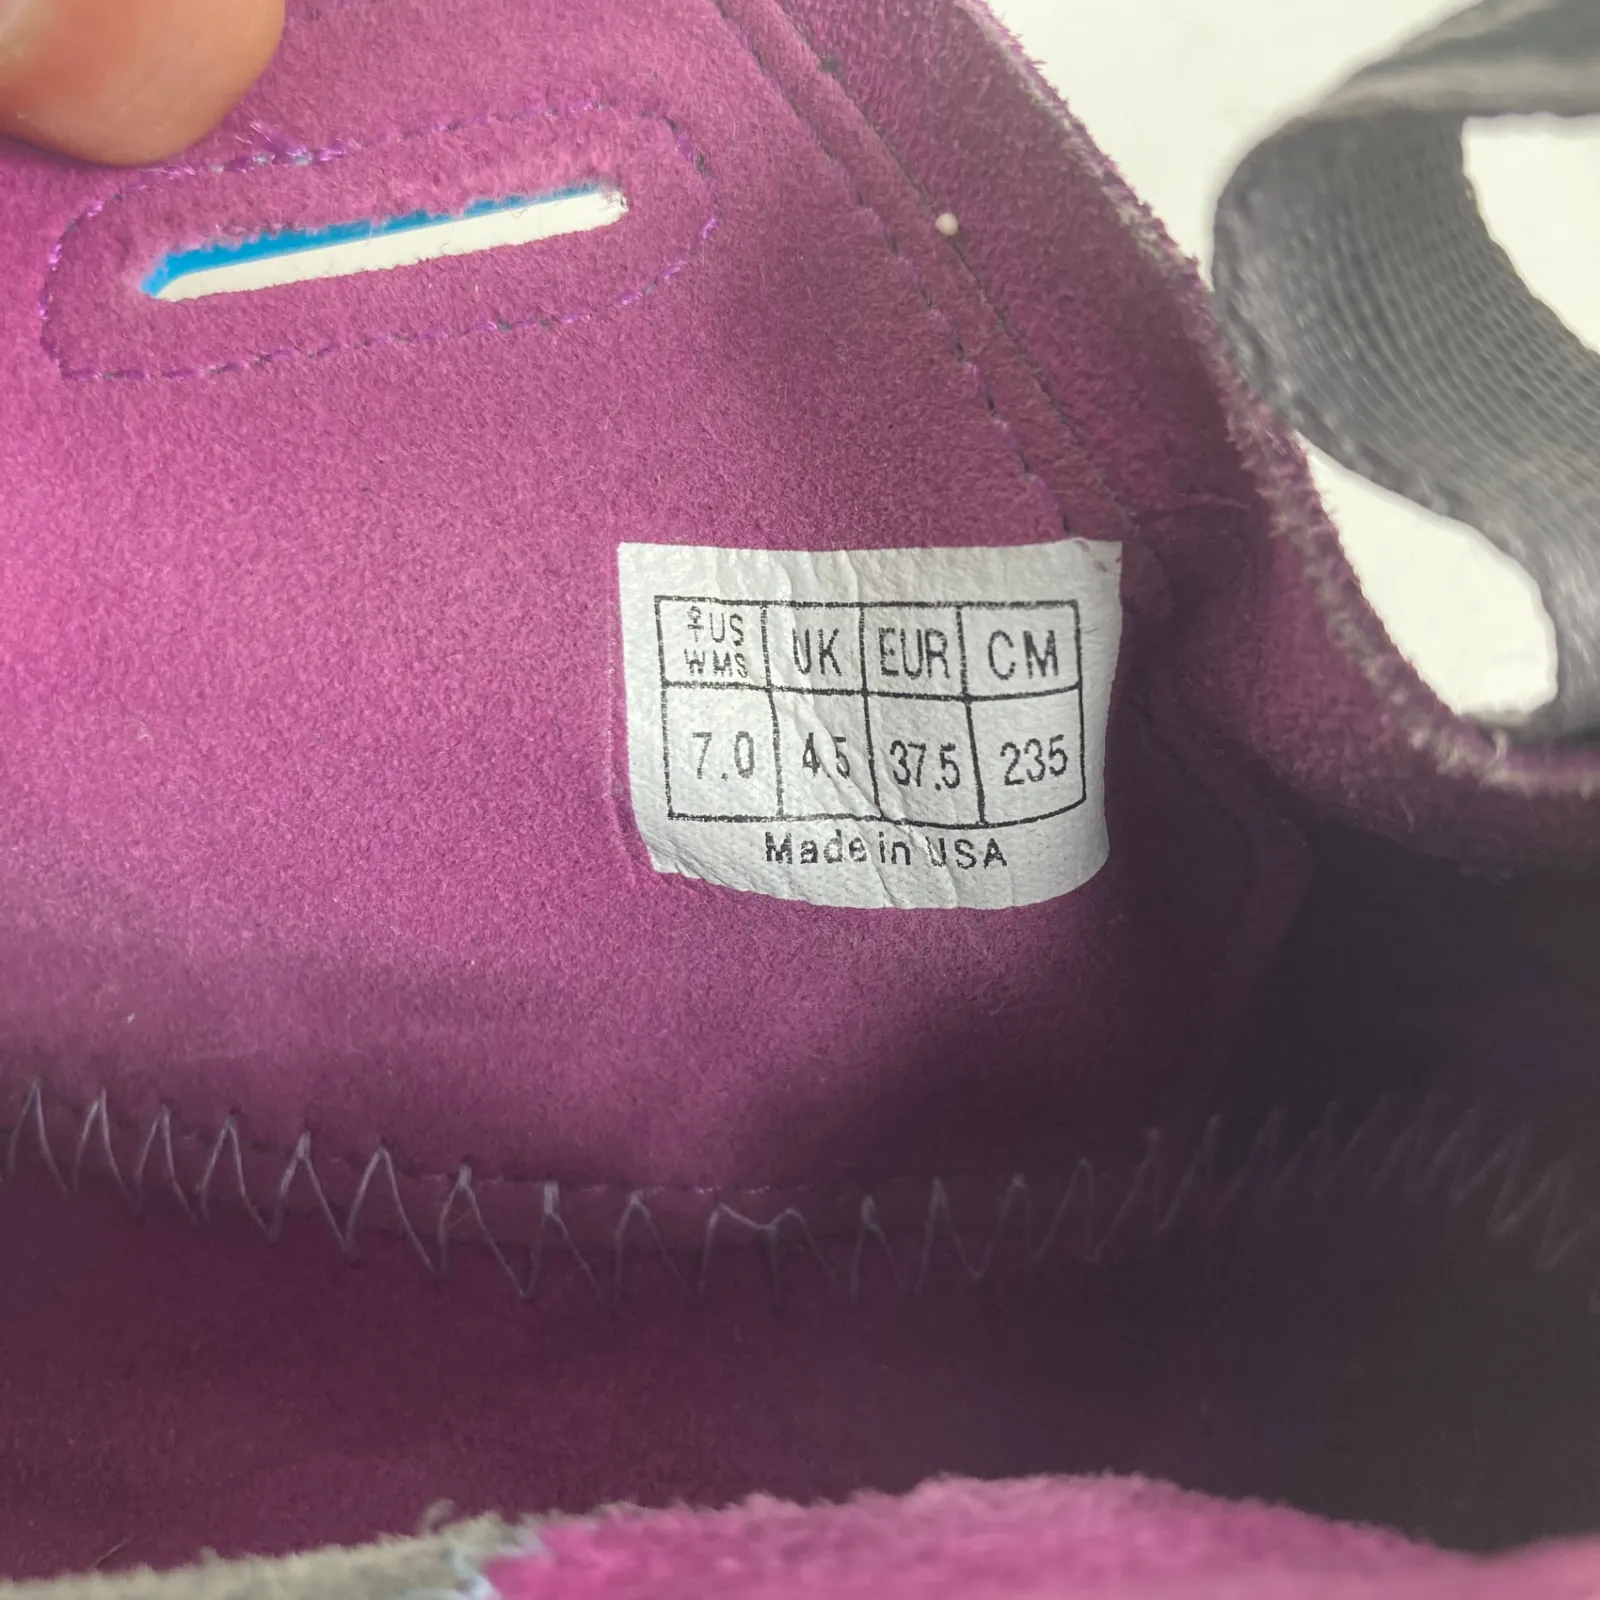 ♀US UK EUR CM
WMS
7.0 4.5 37.5 235
Made in USA